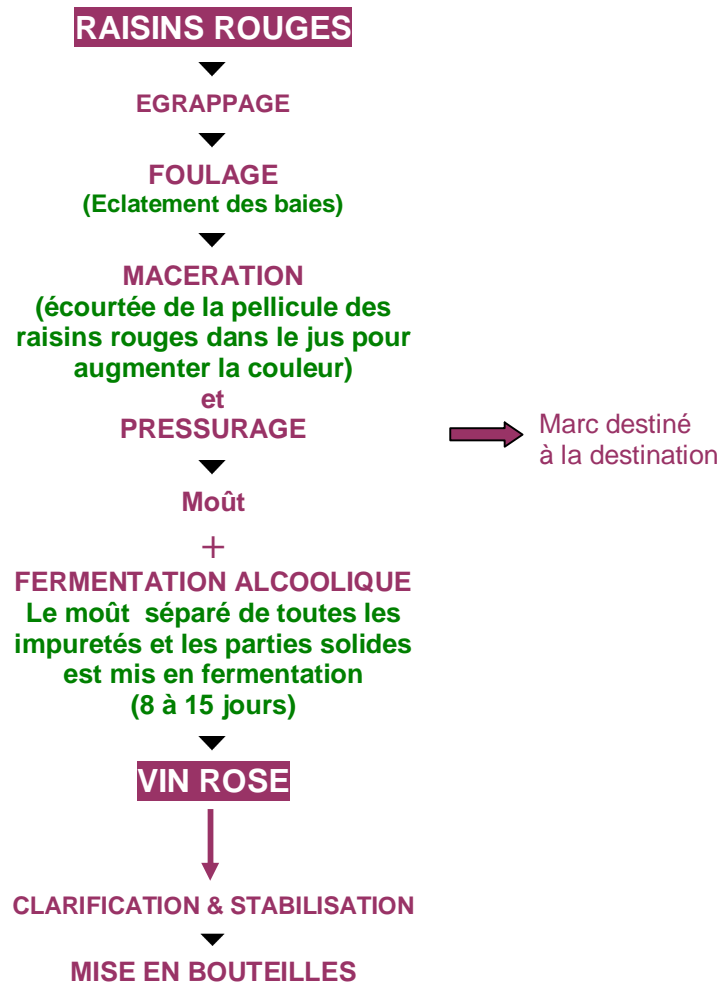 RAISINS ROUGES
EGRAPPAGE
FOULAGE
(Eclatement des baies)
MACERATION
(écourtée de la pellicule des
raisins rouges dans le jus pour
augmenter la couleur)
et
PRESSURAGE
Marc destiné
à la destination
Moût
+
FERMENTATION ALCOOLIQUE
Le moût séparé de toutes les
impuretés et les parties solides
est mis en fermentation
(8 à 15 jours)
VIN ROSE
CLARIFICATION & STABILISATION
MISE EN BOUTEILLES